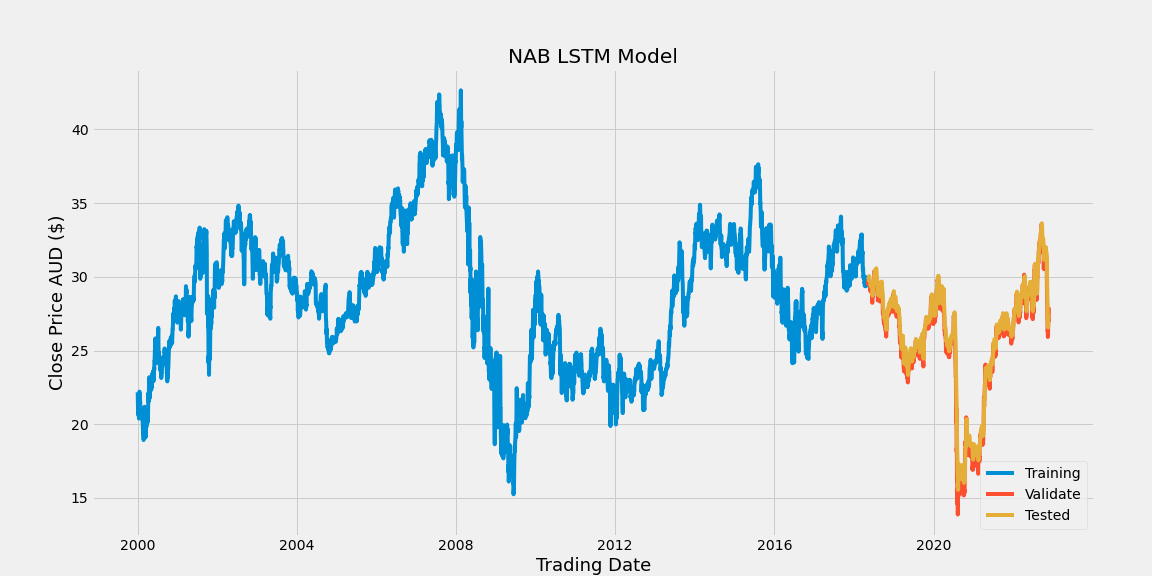 NAB LSTM Model
Close Price AUD ($)
40
35
30
25
20
15
2000 2004 2008 2012 2016 2020
Trading Date
Training
Validate
Tested